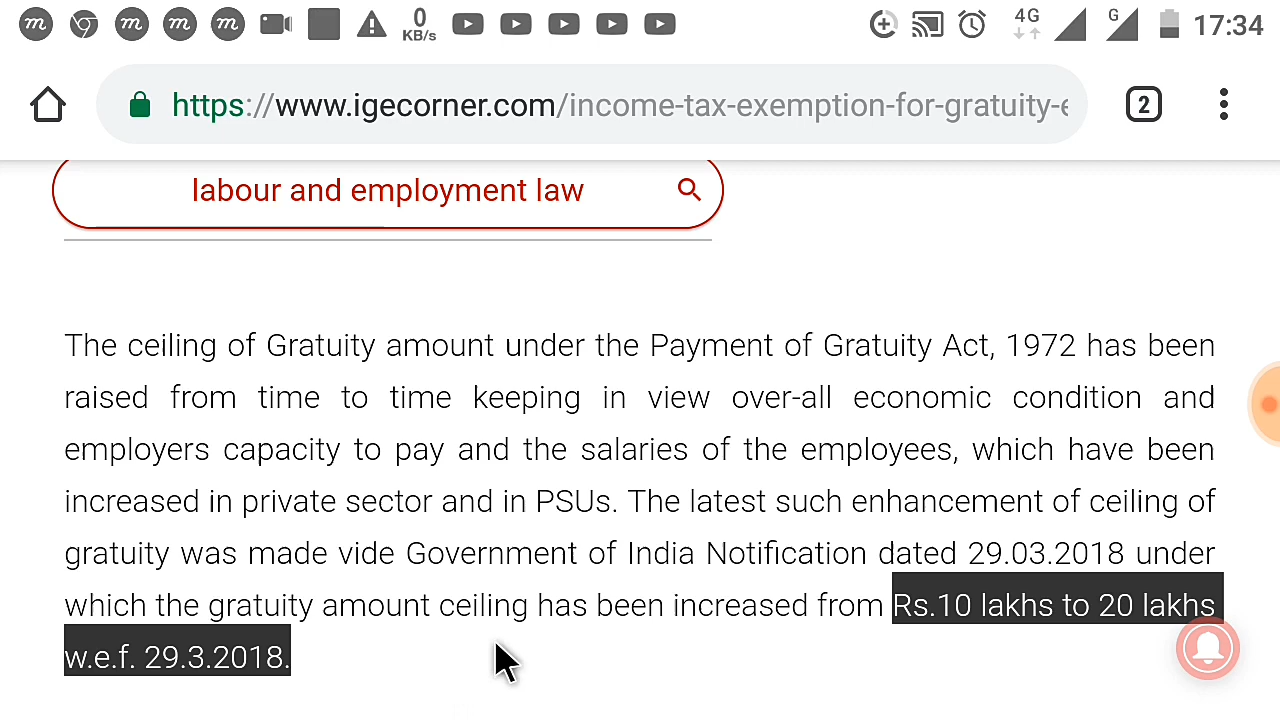 0
KB/s
4G
G
17:34
https://www.igecorner.com/income-tax-exemption-for-gratuity-e
2
labour and employment law
The ceiling of Gratuity amount under the Payment of Gratuity Act, 1972 has been
raised from time to time keeping in view over-all economic condition and
employers capacity to pay and the salaries of the employees, which have been
increased in private sector and in PSUs. The latest such enhancement of ceiling of
gratuity was made vide Government of India Notification dated 29.03.2018 under
which the gratuity amount ceiling has been increased from Rs.10 lakhs to 20 lakhs
w.e.f. 29.3.2018.